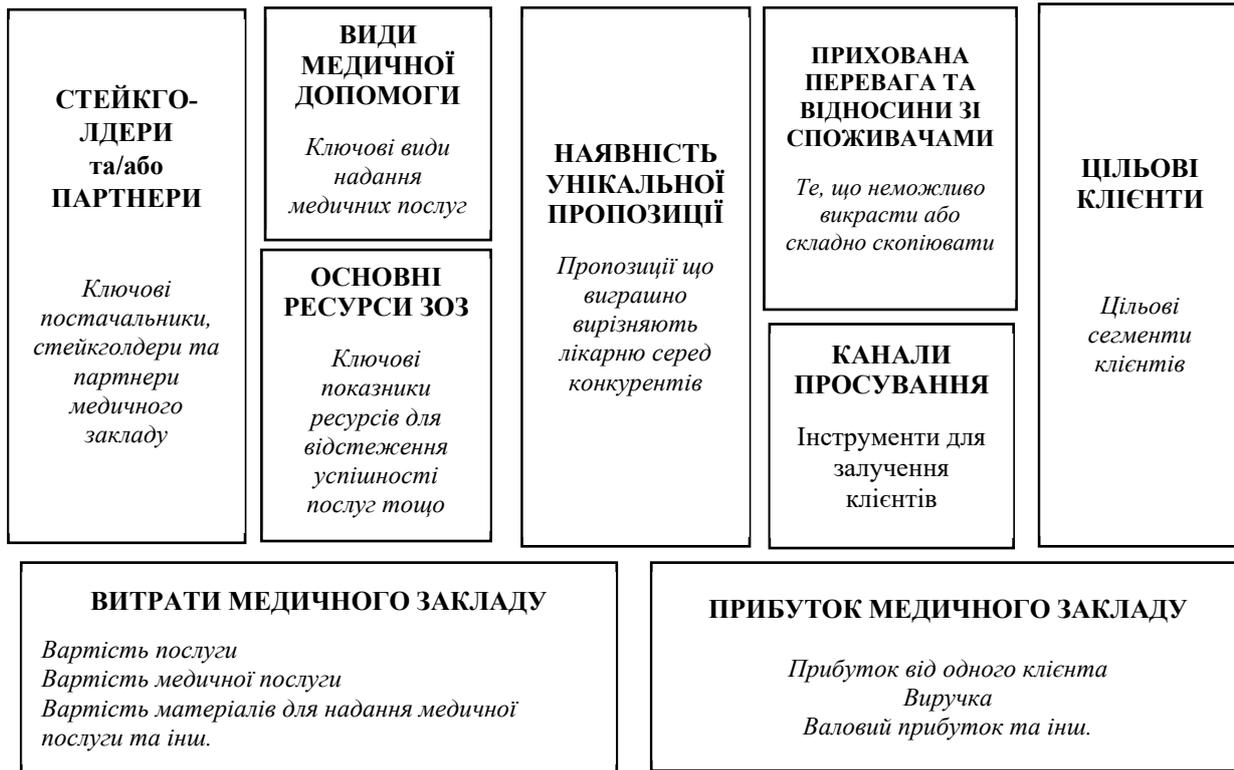 СТЕЙКГО-
ЛДЕРИ
та/або
ПАРТНЕРИ
Ключові
постачальники,
стейкголдери та
партнери
медичного
закладу
ВИДИ
МЕДИЧНОЇ
ДОПОМОГИ
Ключові види
надання
медичних послуг
ОСНОВНІ
РЕСУРСИ ЗОЗ
Ключові
показники
ресурсів для
відстеження
успішності
послуг тощо
НАЯВНІСТЬ
УНІКАЛЬНОЇ
ПРОПОЗИЦІЇ
Пропозиції що
виграшно
вирізняють
лікарню серед
конкурентів
ПРИХОВАНА
ПЕРЕВАГА ТА
ВІДНОСИНИ ЗІ
СПОЖИВАЧАМИ
Те, що неможливо
викрасти або
складно скопіювати
КАНАЛИ
ПРОСУВАННЯ
Інструменти для
залучення
клієнтів
ЦІЛЬОВІ
КЛІЄНТИ
Цільові
сегменти
клієнтів
ВИТРАТИ МЕДИЧНОГО ЗАКЛАДУ
Вартість послуги
Вартість медичної послуги
Вартість матеріалів для надання медичної
послуги та інш.
ПРИБУТОК МЕДИЧНОГО ЗАКЛАДУ
Прибуток від одного клієнта
Виручка
Валовий прибуток та інш.